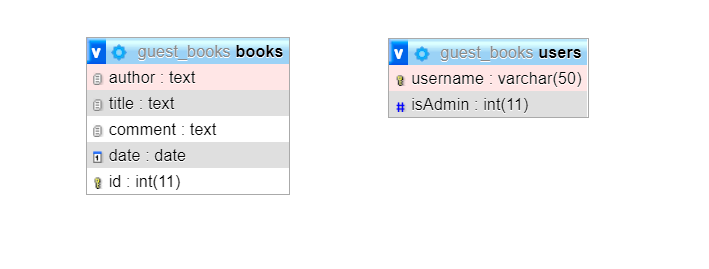 v guest_books books
author : text
title : text
comment : text
1 date : date
id : int(11)
v guest_books users
username : varchar(50)
# isAdmin : int(11)